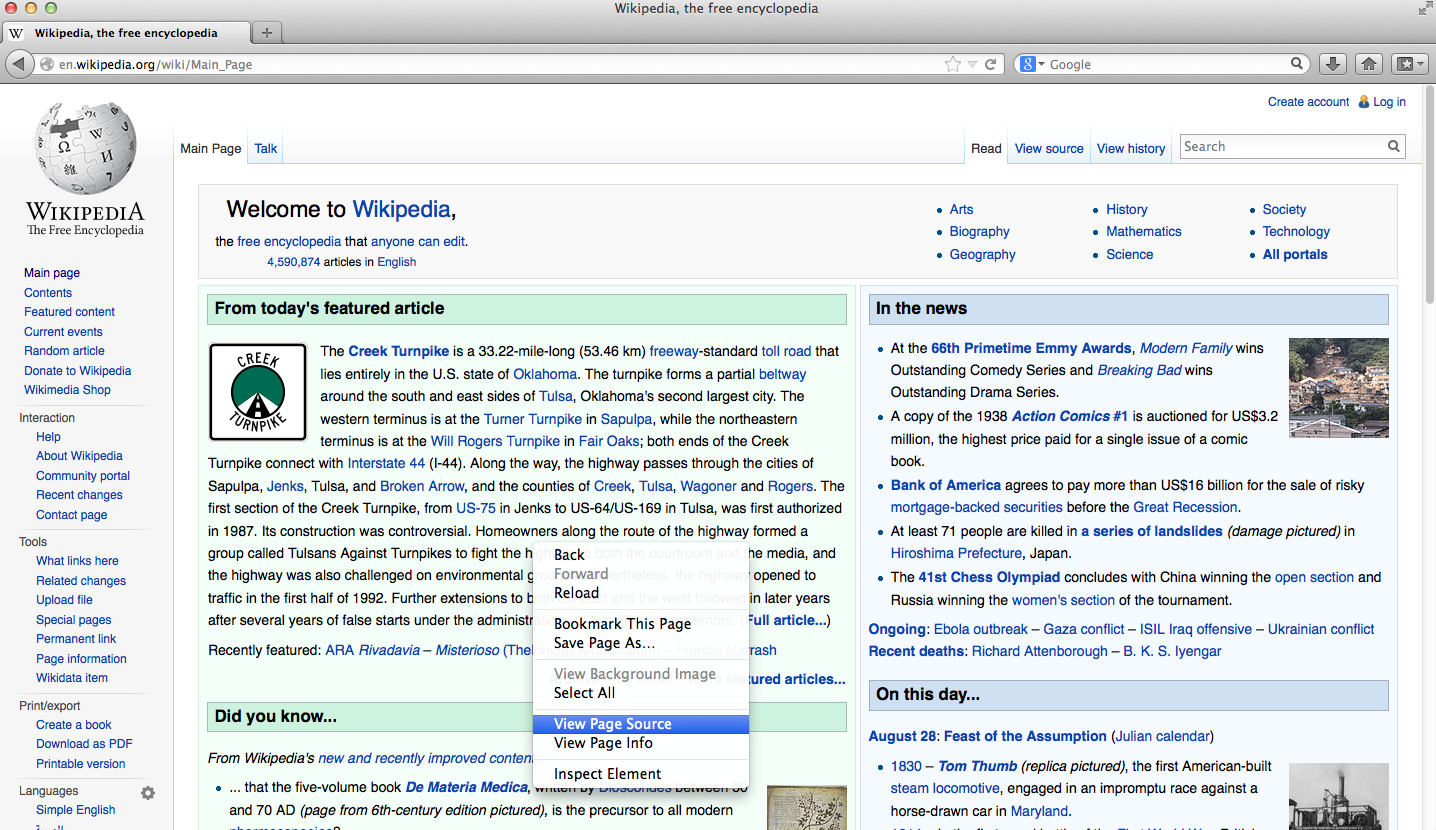 Wikipedia, the free encyclopedia
W Wikipedia, the free encyclopedia
en.wikipedia.org/wiki/Main_Page
Google
Create account Log in
Main Page Talk
Read View source View history
Search
WIKIPEDIA
The Free Encyclopedia
Main page
Contents
Featured content
Current events
Random article
Donate to Wikipedia
Wikimedia Shop
Interaction
Help
About Wikipedia
Community portal
Recent changes
Contact page
Tools
What links here
Related changes
Upload file
Special pages
Permanent link
Page information
Wikidata item
Print/export
Create a book
Download as PDF
Printable version
Languages
Simple English
Welcome to Wikipedia,
the free encyclopedia that anyone can edit.
4,590,874 articles in English
Arts
Biography
Geography
History
Mathematics
Science
Society
Technology
All portals
From today's featured article
CREEK
TURNPIKE
The Creek Turnpike is a 33.22-mile-long (53.46 km) freeway-standard toll road that
lies entirely in the U.S. state of Oklahoma. The turnpike forms a partial beltway
around the south and east sides of Tulsa, Oklahoma's second largest city. The
western terminus is at the Turner Turnpike in Sapulpa, while the northeastern
terminus is at the Will Rogers Turnpike in Fair Oaks; both ends of the Creek
Turnpike connect with Interstate 44 (I-44). Along the way, the highway passes through the cities of
Sapulpa, Jenks, Tulsa, and Broken Arrow, and the counties of Creek, Tulsa, Wagoner and Rogers. The
first section of the Creek Turnpike, from US-75 in Jenks to US-64/US-169 in Tulsa, was first authorized
in 1987. Its construction was controversial. Homeowners along the route of the highway formed a
group called Tulsans Against Turnpikes to fight the highway in both the courtroom and the media, and
the highway was also challenged on environmental grounds. Nevertheless, the highway opened to
traffic in the first half of 1992. Further extensions to both the east and the west followed in later years
after several years of false starts under the administrations of governors. (Full article...)
Recently featured: ARA Rivadavia – Misterioso (Thelonious Monk album) – Francis Marrash
featured articles...
Back
Forward
Reload
Bookmark This Page
Save Page As...
View Background Image
Select All
View Page Source
View Page Info
Inspect Element
Did you know...
From Wikipedia's new and recently improved content
... that the five-volume book De Materia Medica, written by Dioscorides between 50
and 70 AD (page from 6th-century edition pictured), is the precursor to all modern
pharmacopeias?
In the news
At the 66th Primetime Emmy Awards, Modern Family wins
Outstanding Comedy Series and Breaking Bad wins
Outstanding Drama Series.
A copy of the 1938 Action Comics #1 is auctioned for US$3.2
million, the highest price paid for a single issue of a comic
book.
Bank of America agrees to pay more than US$16 billion for the sale of risky
mortgage-backed securities before the Great Recession.
At least 71 people are killed in a series of landslides (damage pictured) in
Hiroshima Prefecture, Japan.
The 41st Chess Olympiad concludes with China winning the open section and
Russia winning the women's section of the tournament.
Ongoing: Ebola outbreak – Gaza conflict – ISIL Iraq offensive – Ukrainian conflict
Recent deaths: Richard Attenborough – B. K. S. Iyengar
On this day...
August 28: Feast of the Assumption (Julian calendar)
1830 – Tom Thumb (replica pictured), the first American-built
steam locomotive, engaged in an impromptu race against a
horse-drawn car in Maryland.